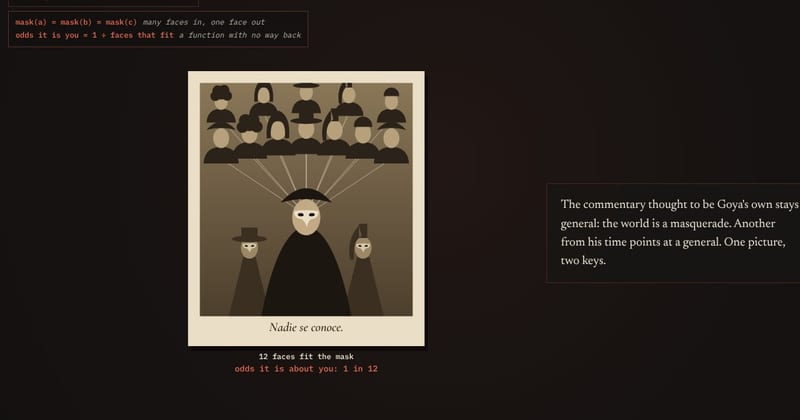 mask(a) = mask(b) = mask(c) many faces in, one face out
odds it is you = 1 ÷ faces that fit a function with no way back
Nadie se conoce.
12 faces fit the mask
odds it is about you: 1 in 12
The commentary thought to be Goya's own stays
general: the world is a masquerade. Another
from his time points at a general. One picture,
two keys.